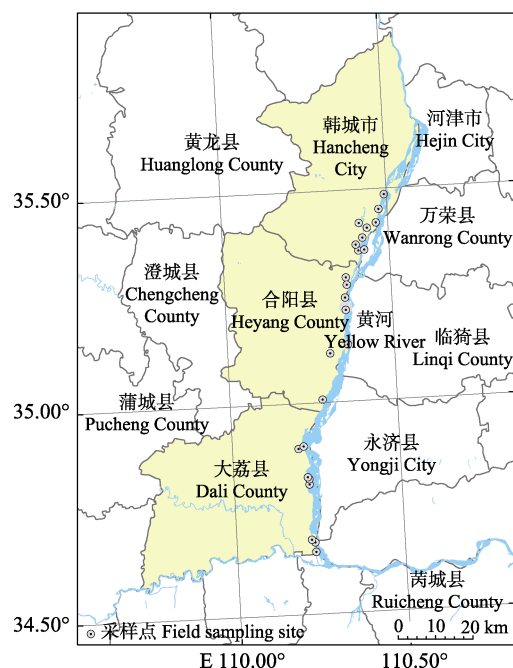 韩城市
Hancheng
City
河津市
Hejin City
黄龙县
Huanglong County
35.50°
万荣县
Wanrong County
澄城县
Chengcheng
County
合阳县
Heyang County
黄河
Yellow River
临猗县
Linqi County
35.00°
蒲城县
Pucheng County
大荔县
Dali County
永济县
Yongji City
芮城县
Ruicheng County
34.50°
采样点 Field sampling site
0 10 20 km
E 110.00°
110.50°